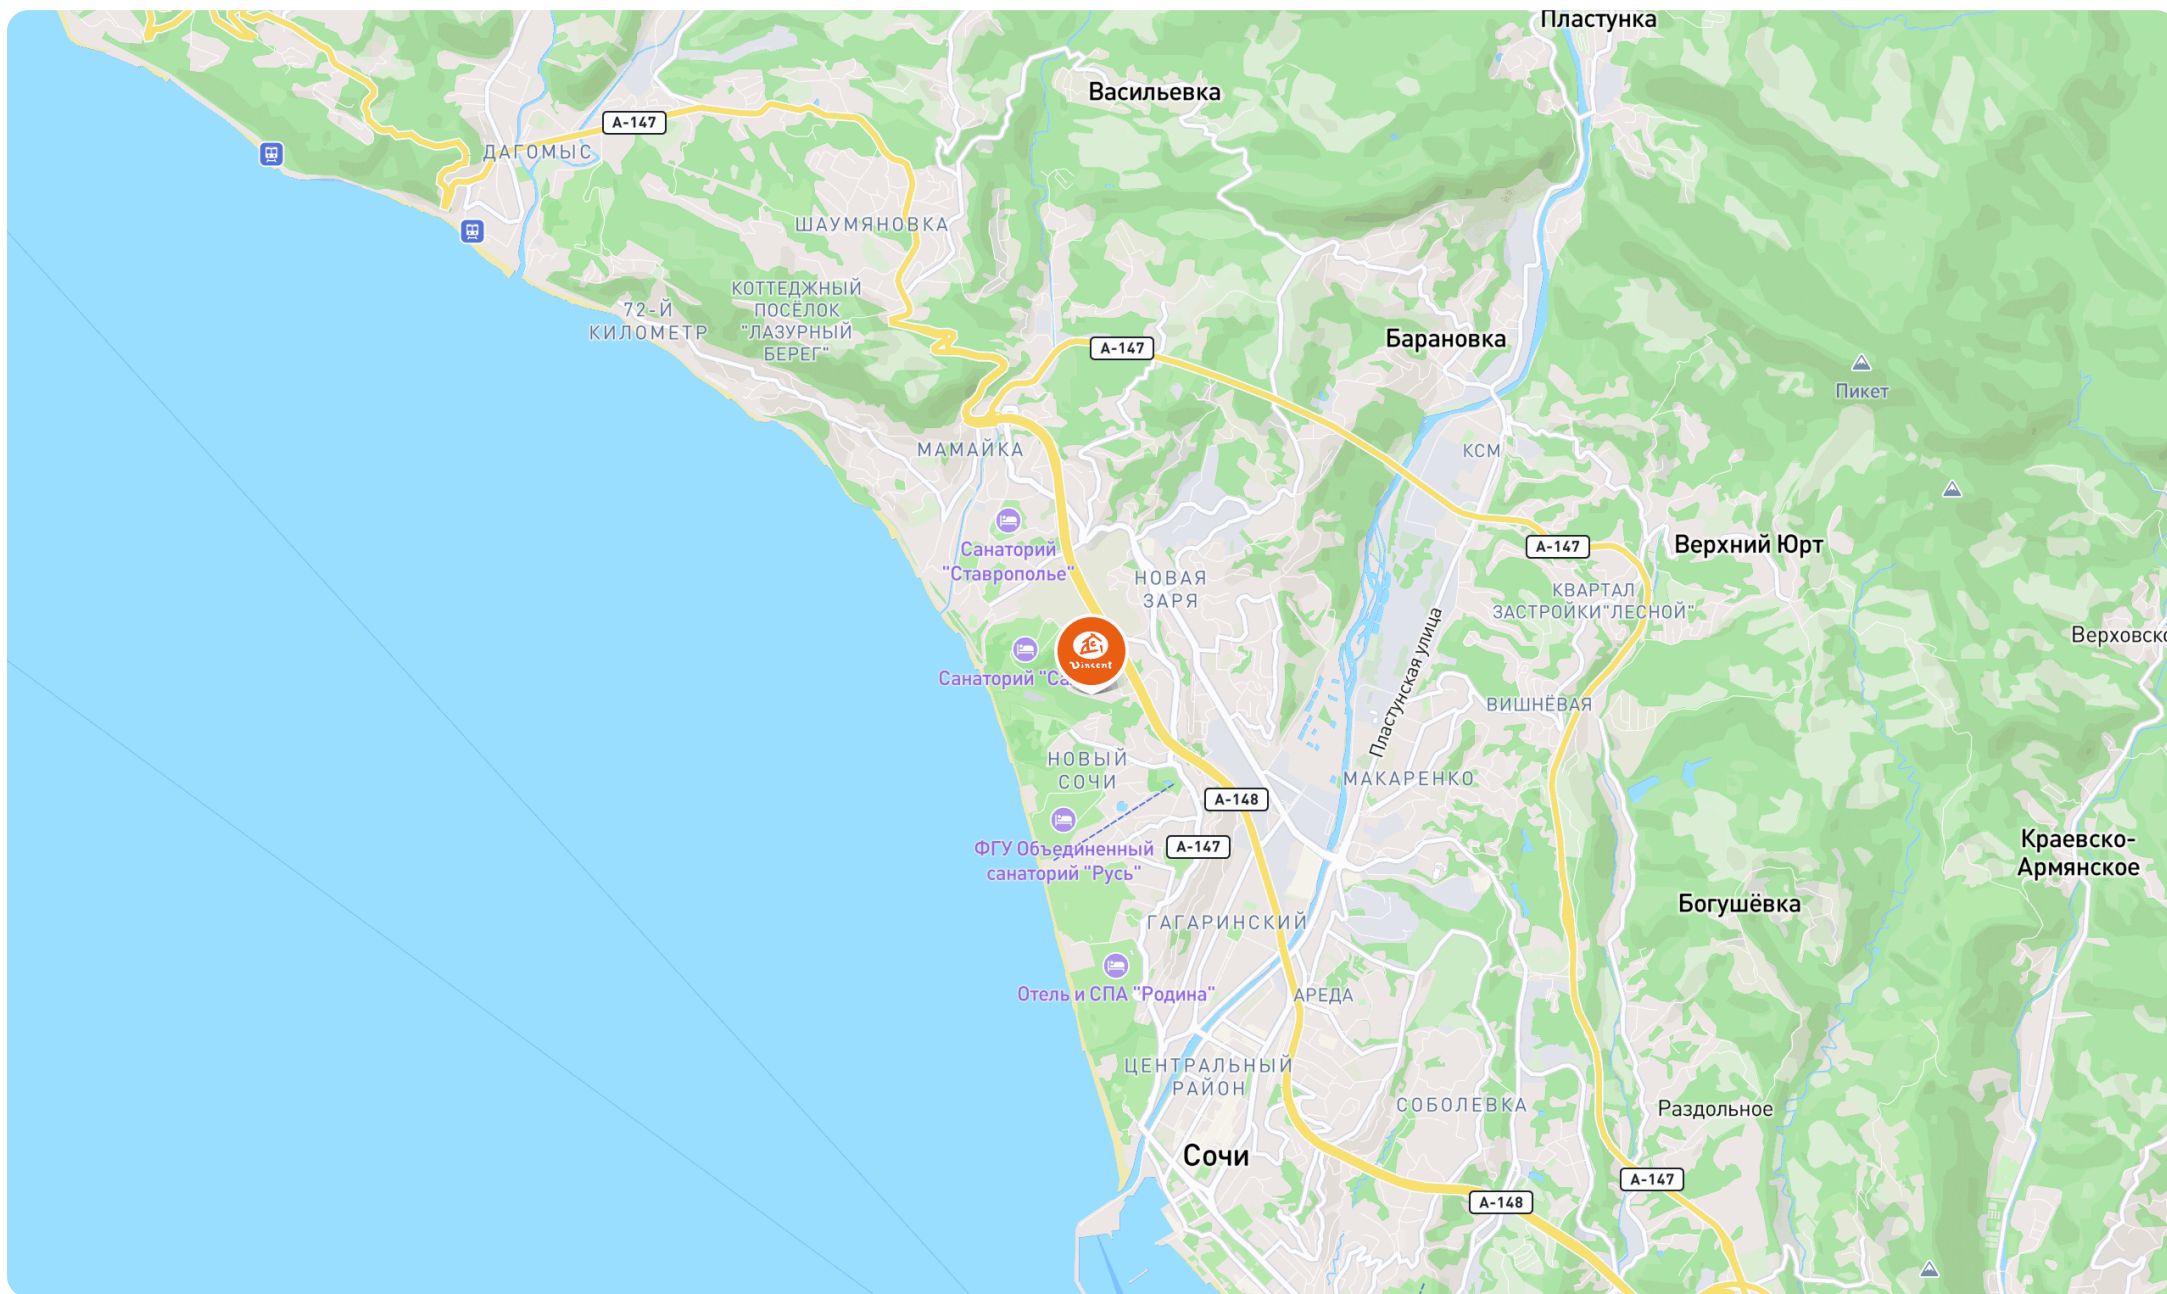 Пластунка
Васильевка
А-147
ДАГОМЫС
ШАУМЯНОВКА
КОТТЕДЖНЫЙ
ПОСЁЛОК
"ЛАЗУРНЫЙ
БЕРЕГ"
72-Й
КИЛОМЕТР
А-147
Барановка
Пикет
МАМАЙКА
КСМ
Санаторий
"Ставрополье"
А-147
Верхний Юрт
НОВАЯ
ЗАРЯ
КВАРТАЛ
ЗАСТРОЙКИ"ЛЕСНОЙ"
Пластунская улица
Vincent
Санаторий
ВИШНЁВАЯ
НОВЫЙ
СОЧИ
МАКАРЕНКО
А-148
А-147
ФГУ Объединенный
санаторий "Русь"
Краевско-
Армянское
Богушёвка
ГАГАРИНСКИЙ
Отель и СПА "Родина"
АРЕДА
ЦЕНТРАЛЬНЫЙ
РАЙОН
СОБОЛЕВКА
Раздольное
Сочи
А-147
А-148